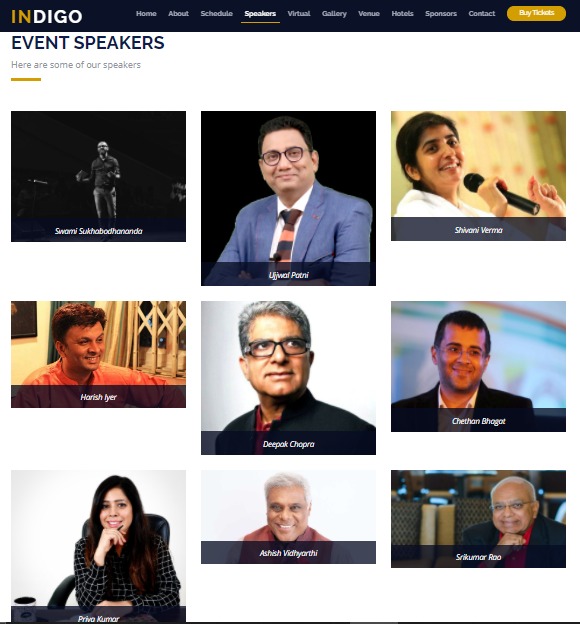 INDIGO
Home About Schedule Speakers Virtual Gallery Venue Hotels Sponsors Contact Buy Tickets
EVENT SPEAKERS
Here are some of our speakers
Swami Sukhabodhananda
Ujjwal Patni
Shivani Verma
Harish Iyer
Deepak Chopra
Chethan Bhagat
Priya Kumar
Ashish Vidhyarthi
Srikumar Rao